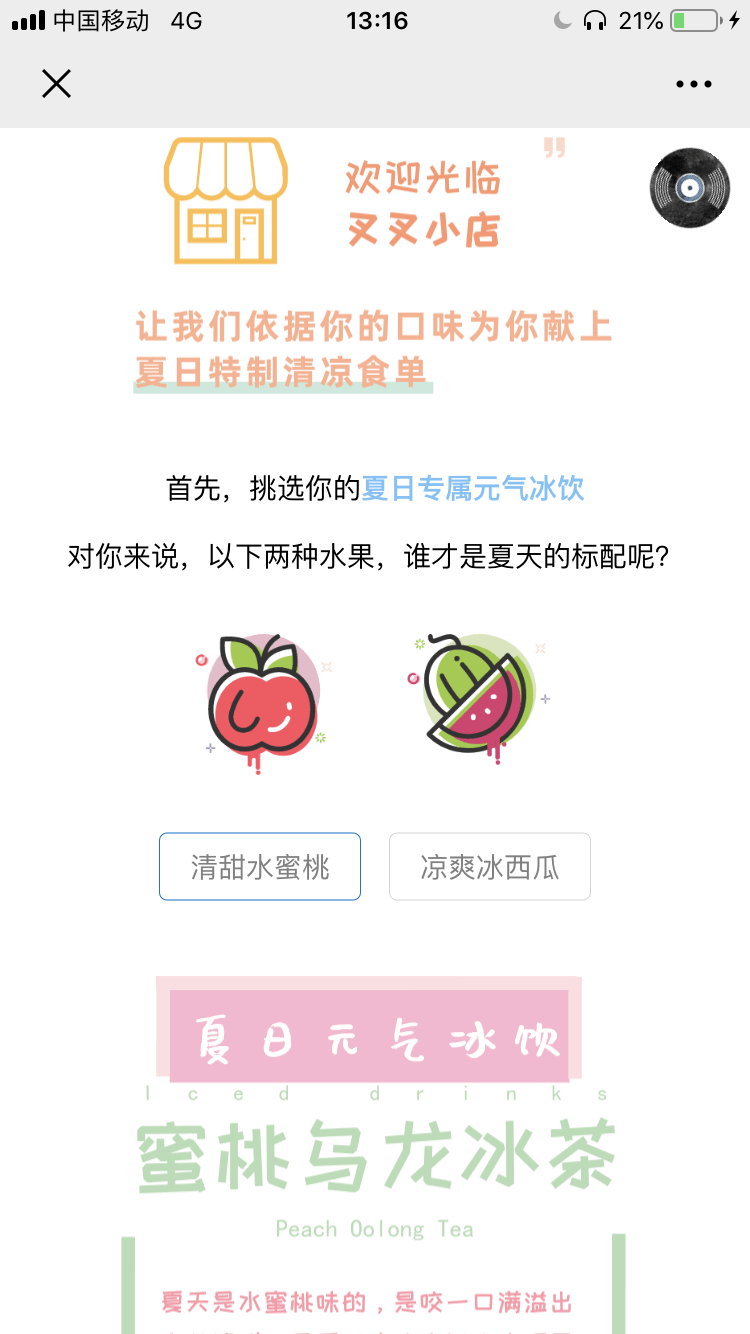 中国移动 4G 13:16 21%
欢迎光临
叉叉小店
让我们依据你的口味为你献上
夏日特制清凉食单
首先，挑选你的夏日专属元气冰饮
对你来说，以下两种水果，谁才是夏天的标配呢？
清甜水蜜桃 凉爽冰西瓜
夏日元气冰饮
Iced drinks
蜜桃乌龙冰茶
Peach Oolong Tea
夏天是水蜜桃味的，是咬一口满溢出